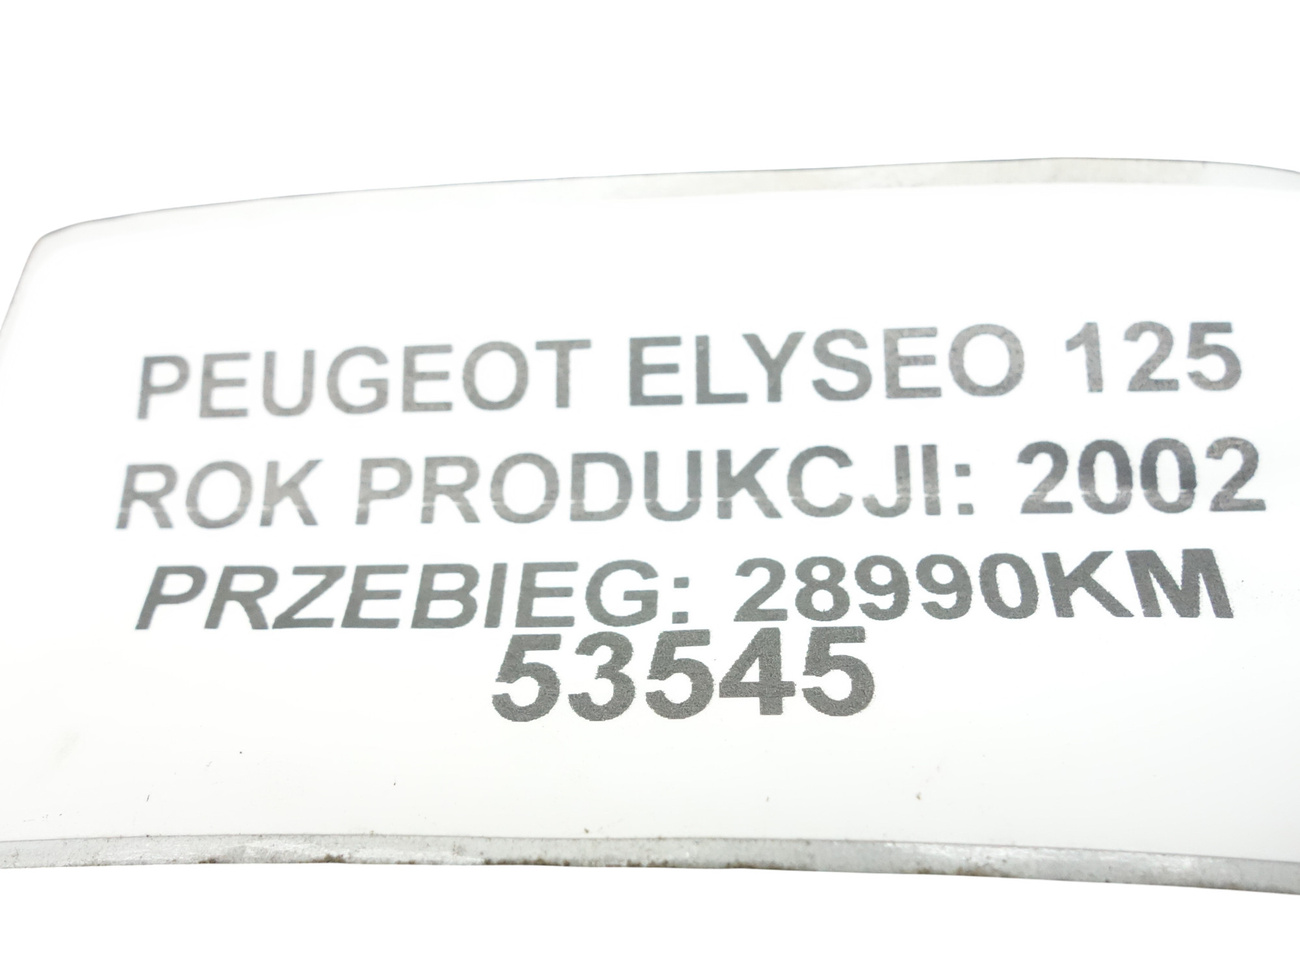 PEUGEOT ELYSEO 125
ROK PRODUKCJI: 2002
PRZEBIEG: 28990KM
53545